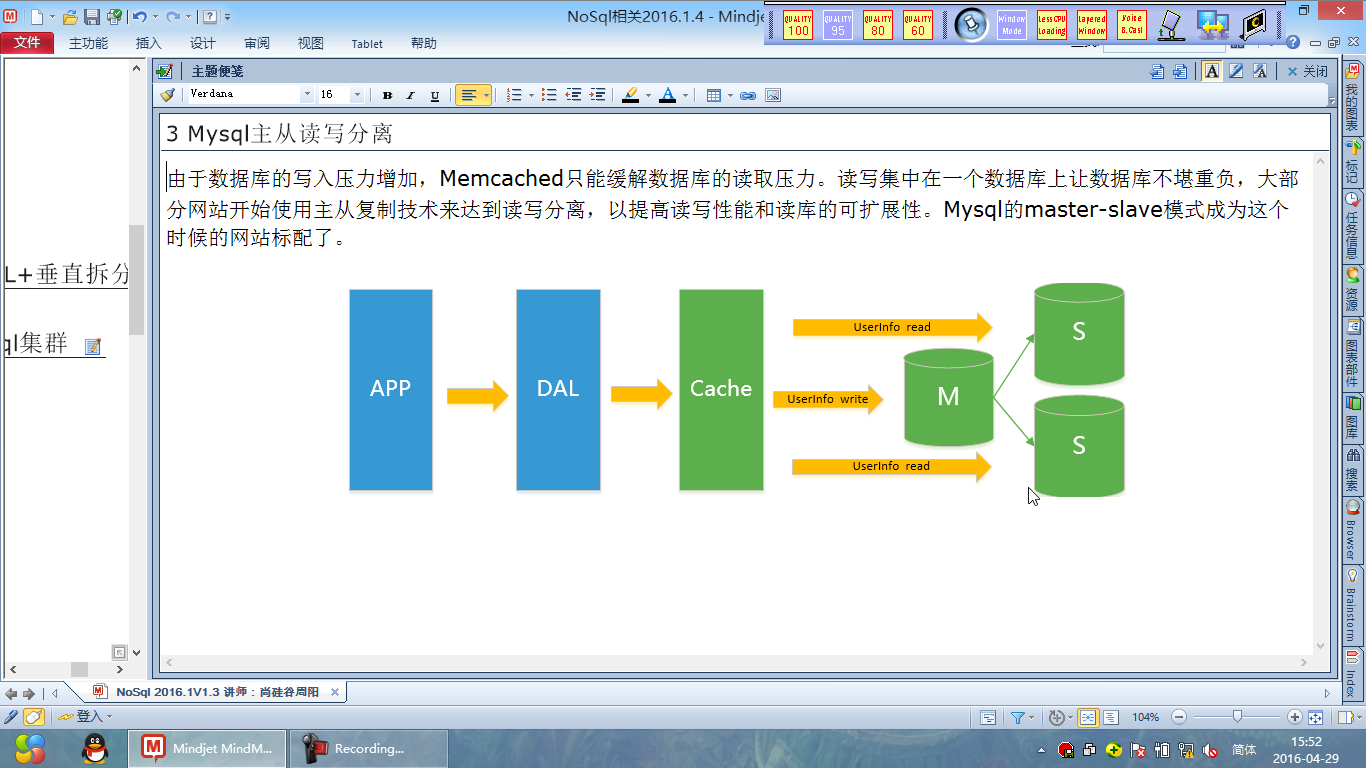 NoSql相关2016.1.4 - Mindje
QUALITY 100
QUALITY 95
QUALITY 80
QUALITY 60
Window Mode
LessCPU Loading
Layered Window
Voice B.Cast
文件 主功能 插入 设计 审阅 视图 Tablet 帮助
主题便笺
关闭
Verdana 16 B I U
3 Mysql主从读写分离
由于数据库的写入压力增加，Memcached只能缓解数据库的读取压力。读写集中在一个数据库上让数据库不堪重负，大部
分网站开始使用主从复制技术来达到读写分离，以提高读写性能和读库的可扩展性。Mysql的master-slave模式成为这个
时候的网站标配了。
L+垂直拆分
ql集群
APP
DAL
Cache
UserInfo read
UserInfo write
UserInfo read
M
S
S
我的图表
标记
任务信息
资源
图表部件
图库
搜索
Browser
Brainstorm
Index
NoSql 2016.1V1.3 讲师：尚硅谷周阳
登入
104%
Mindjet MindM...
Recording...
简体
15:52
2016-04-29